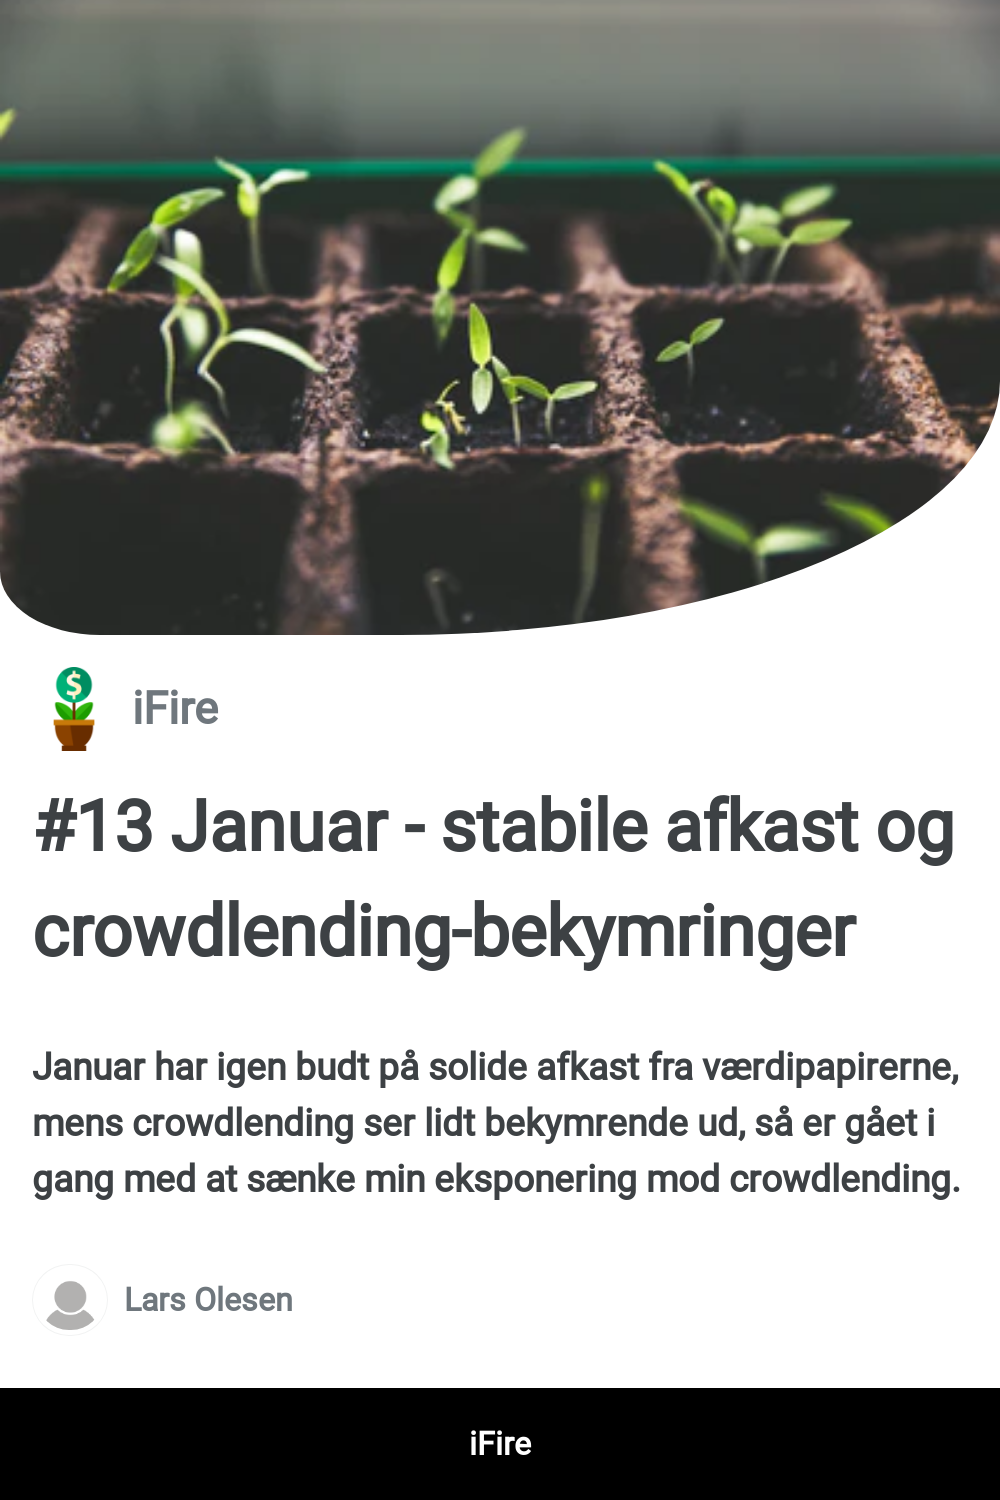 $
iFire
#13 Januar - stabile afkast og
crowdlending-bekymringer
Januar har igen budt på solide afkast fra værdipapirerne,
mens crowdlending ser lidt bekymrende ud, så er gået i
gang med at sænke min eksponering mod crowdlending.
Lars Olesen
iFire